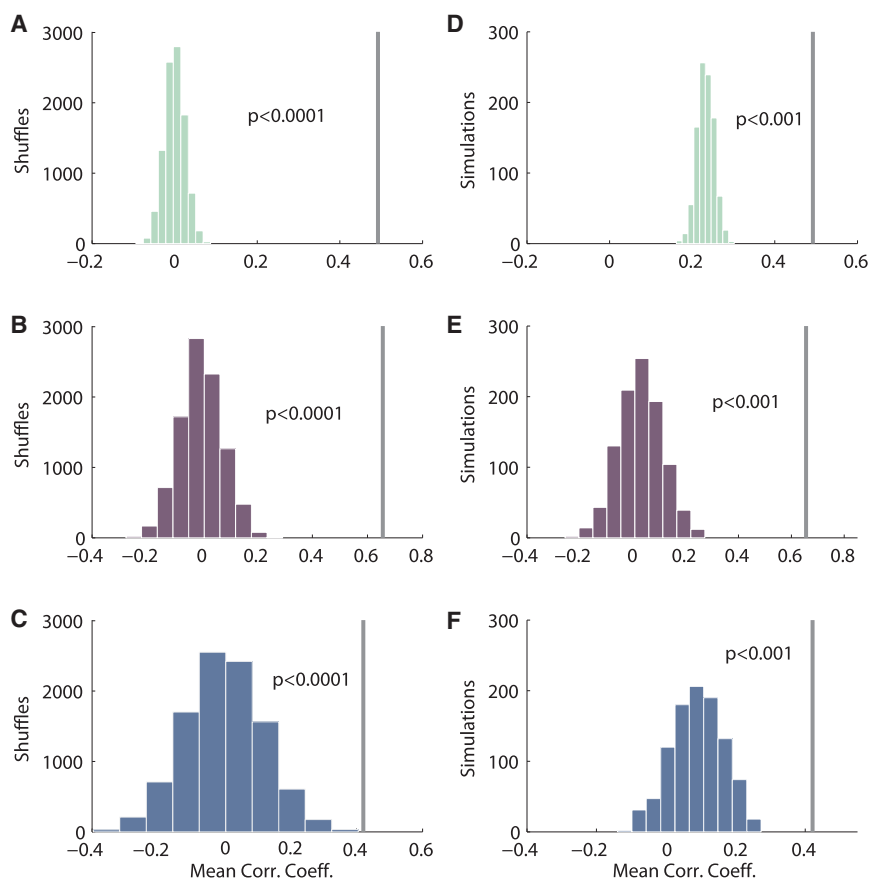 A
3000
2000
1000
0
Shuffles
p<0.0001
−0.2 0 0.2 0.4 0.6
D
300
200
100
0
Simulations
p<0.001
−0.2 0 0.2 0.4 0.6
B
3000
2000
1000
0
Shuffles
p<0.0001
−0.4 −0.2 0 0.2 0.4 0.6 0.8
E
300
200
100
0
Simulations
p<0.001
−0.4 −0.2 0 0.2 0.4 0.6 0.8
C
3000
2000
1000
0
Shuffles
p<0.0001
−0.4 −0.2 0 0.2 0.4 0.6
Mean Corr. Coeff.
F
300
200
100
0
Simulations
p<0.001
−0.4 −0.2 0 0.2 0.4
Mean Corr. Coeff.